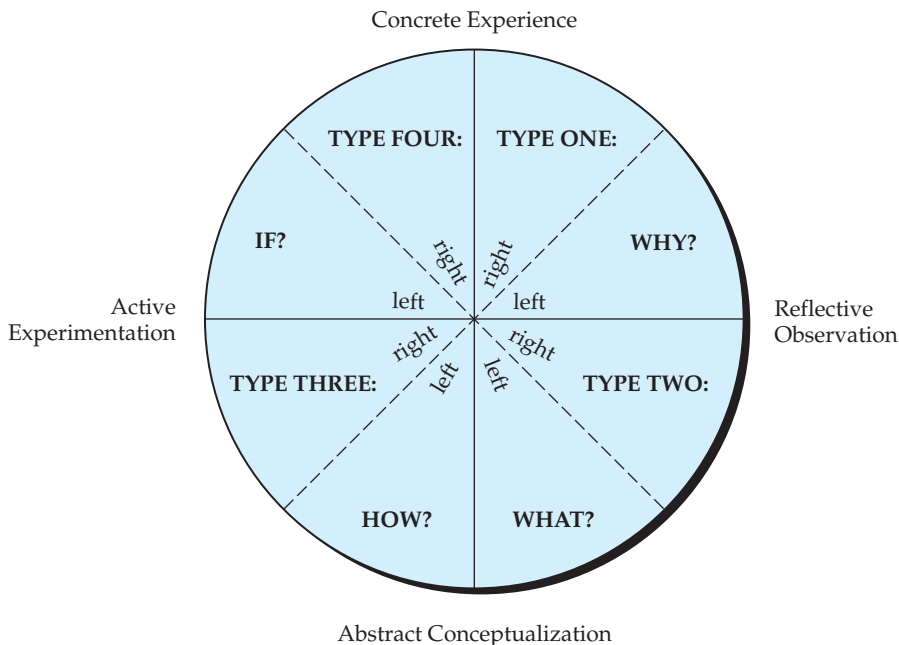 Concrete Experience
TYPE FOUR:
TYPE ONE:
IF?
WHY?
right
right
left
left
Active
Experimentation
Reflective
Observation
right
right
left
left
TYPE THREE:
TYPE TWO:
HOW?
WHAT?
Abstract Conceptualization